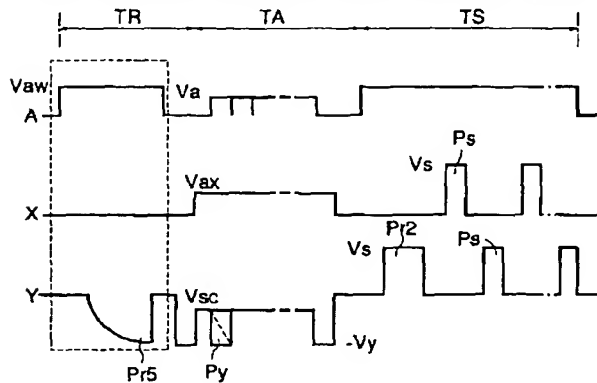 TR TA TS
Vaw Va
A
Vs Ps
Vax
X
Pr2
Vs Ps
Y Vsc
-Vy
Pr5 Py